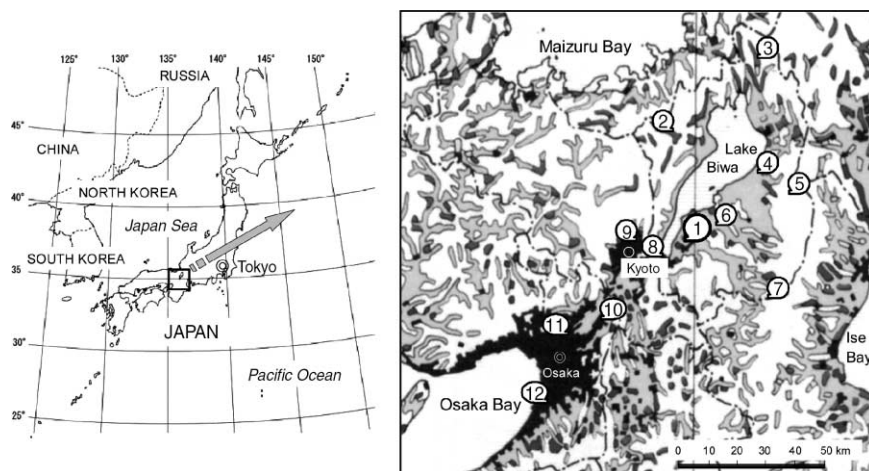 125°
130°
135°
140°
145°
150°
RUSSIA
45°
CHINA
40°
NORTH KOREA
Japan Sea
SOUTH KOREA
35°
Tokyo
JAPAN
30°
Pacific Ocean
25°
Maizuru Bay
3
2
Lake
Biwa
4
5
6
1
9
8
Kyoto
7
10
11
Ise
Bay
Osaka
12
Osaka Bay
0 10 20 30 40 50 km